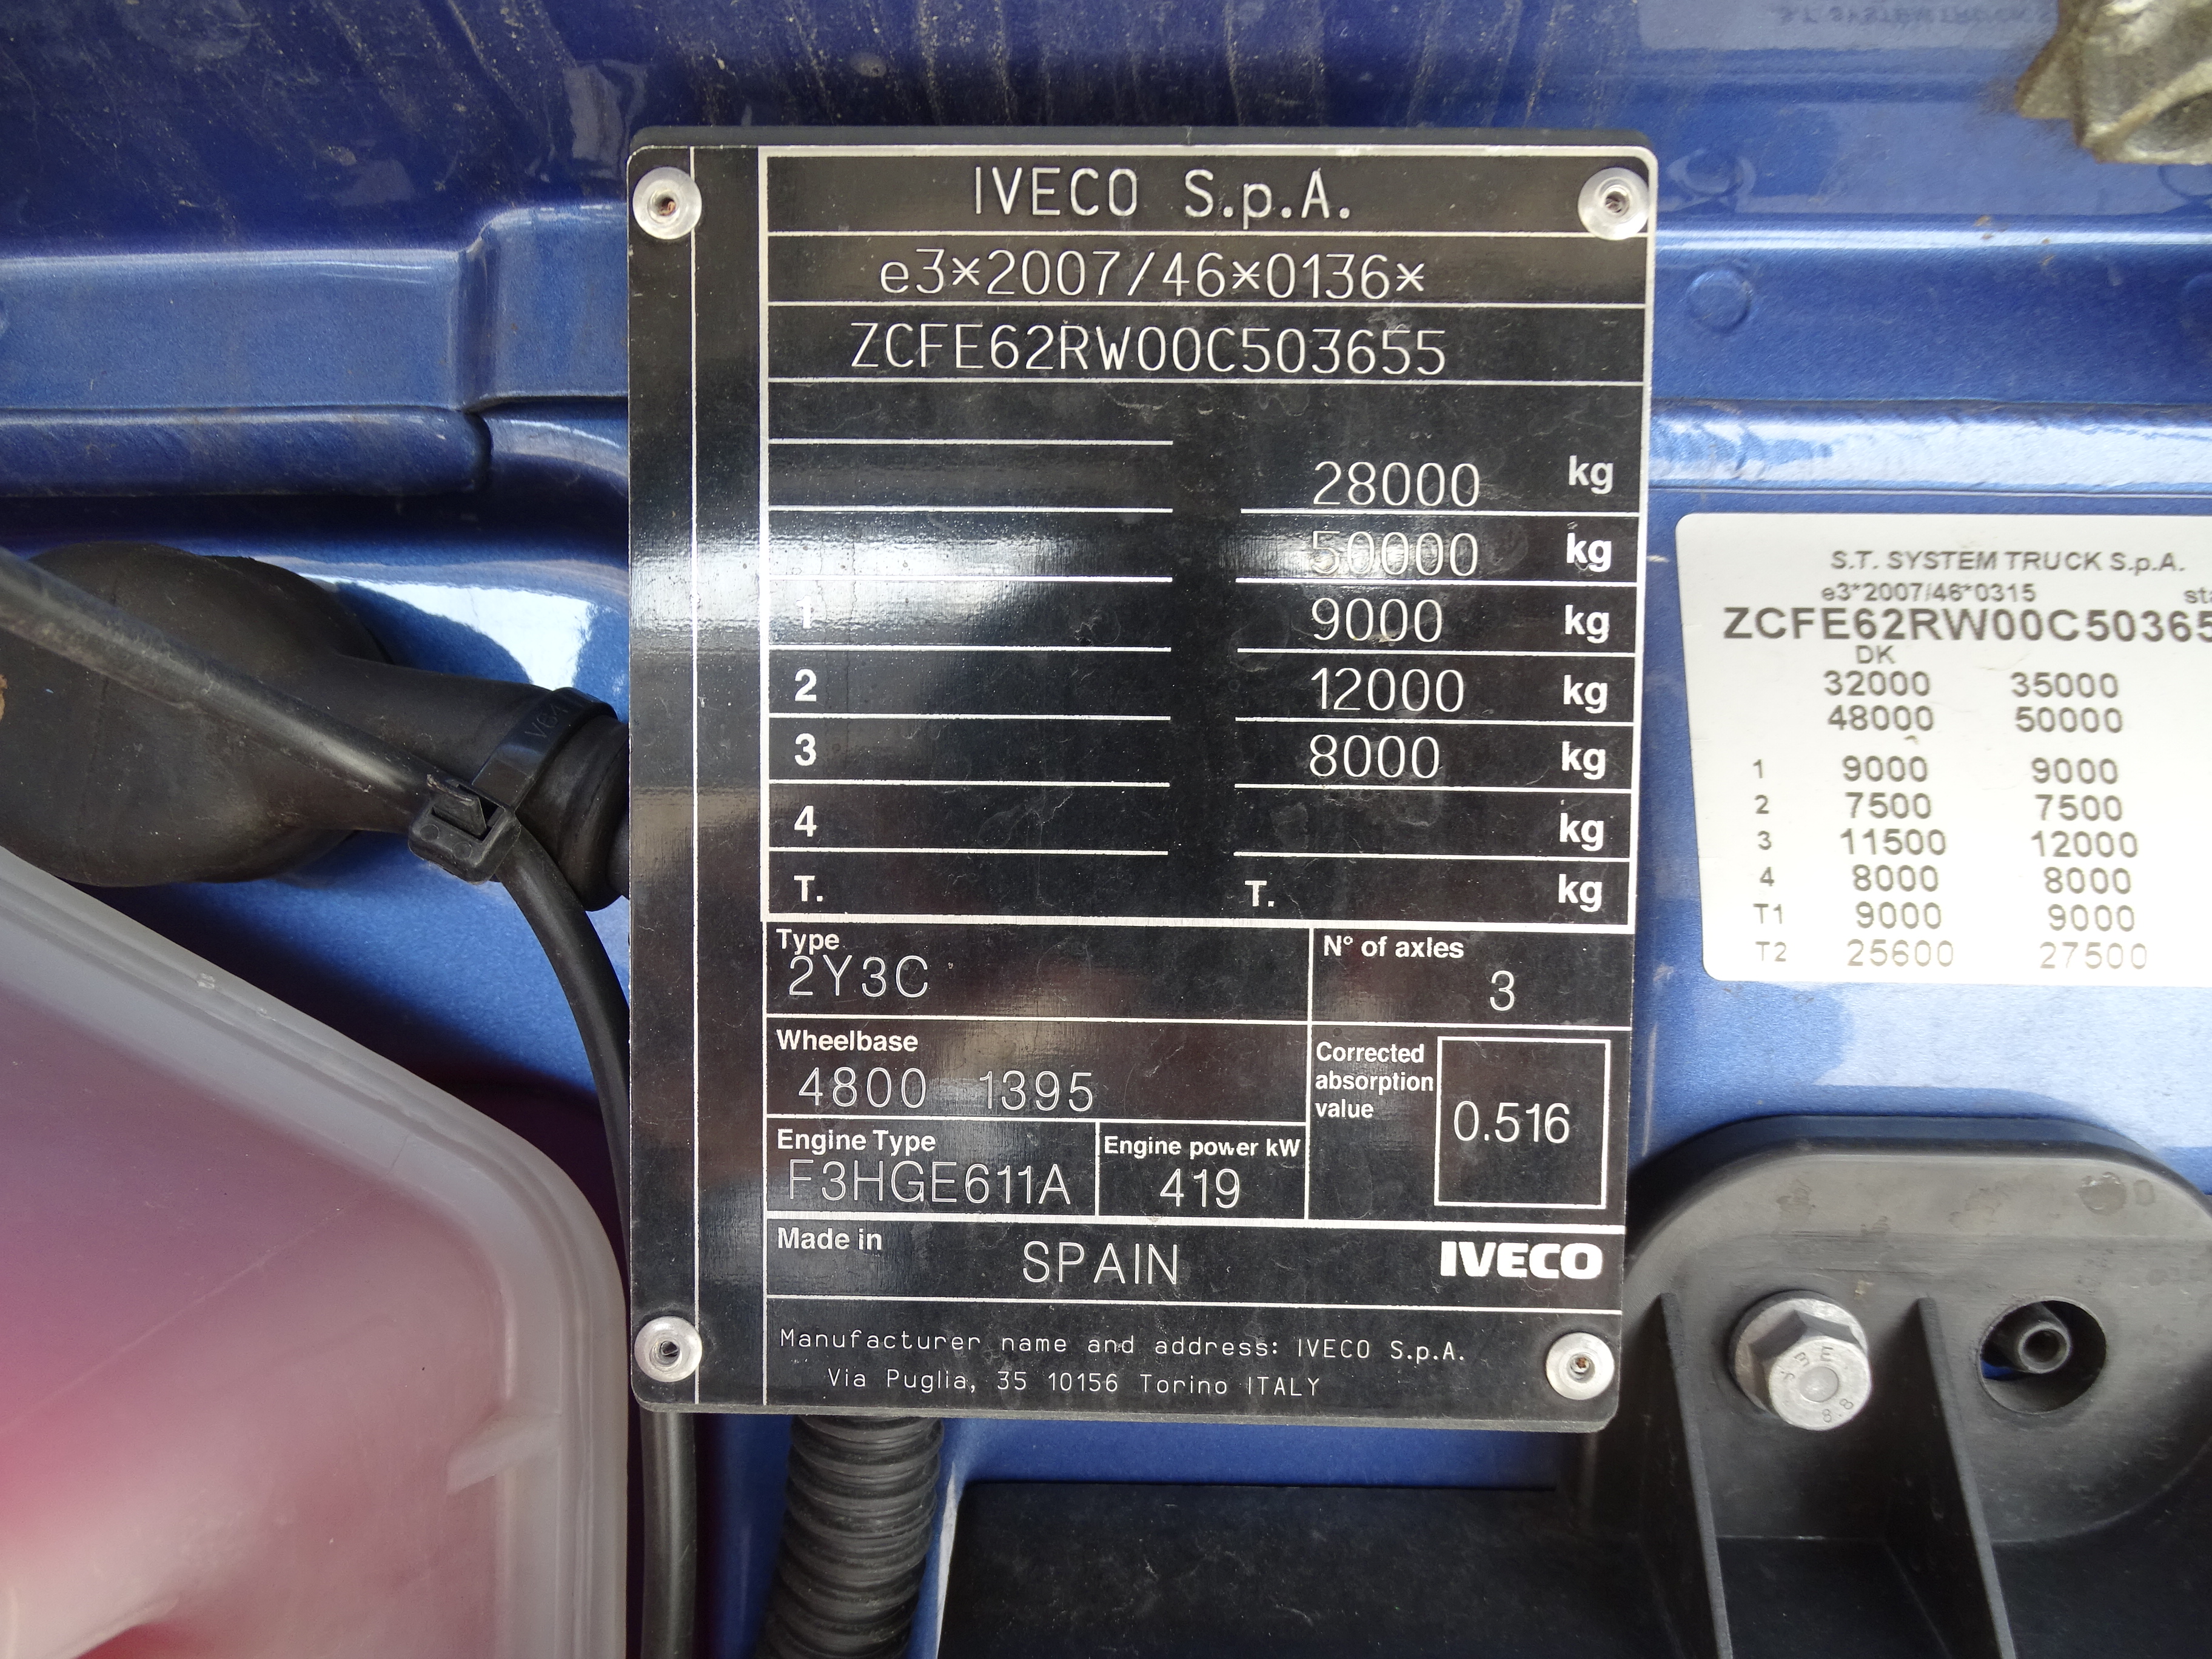 IVECO S.p.A.
e3*2007/46*0136*
ZCFE62RW00C503655
28000 kg
50000 kg
1 9000 kg
2 12000 kg
3 8000 kg
4 kg
T. T. kg
Type
2Y3C
N° of axles
3
Wheelbase
4800 1395
Corrected
absorption
value
0.516
Engine Type
F3HGE611A
Engine power kW
419
Made in
SPAIN
IVECO
Manufacturer name and address: IVECO S.p.A.
Via Puglia, 35 10156 Torino ITALY
S.T. SYSTEM TRUCK S.p.A.
e3*2007/46*0315 sta
ZCFE62RW00C50365
DK
32000 35000
48000 50000
1 9000 9000
2 7500 7500
3 11500 12000
4 8000 8000
T1 9000 9000
T2 25600 27500
8.8